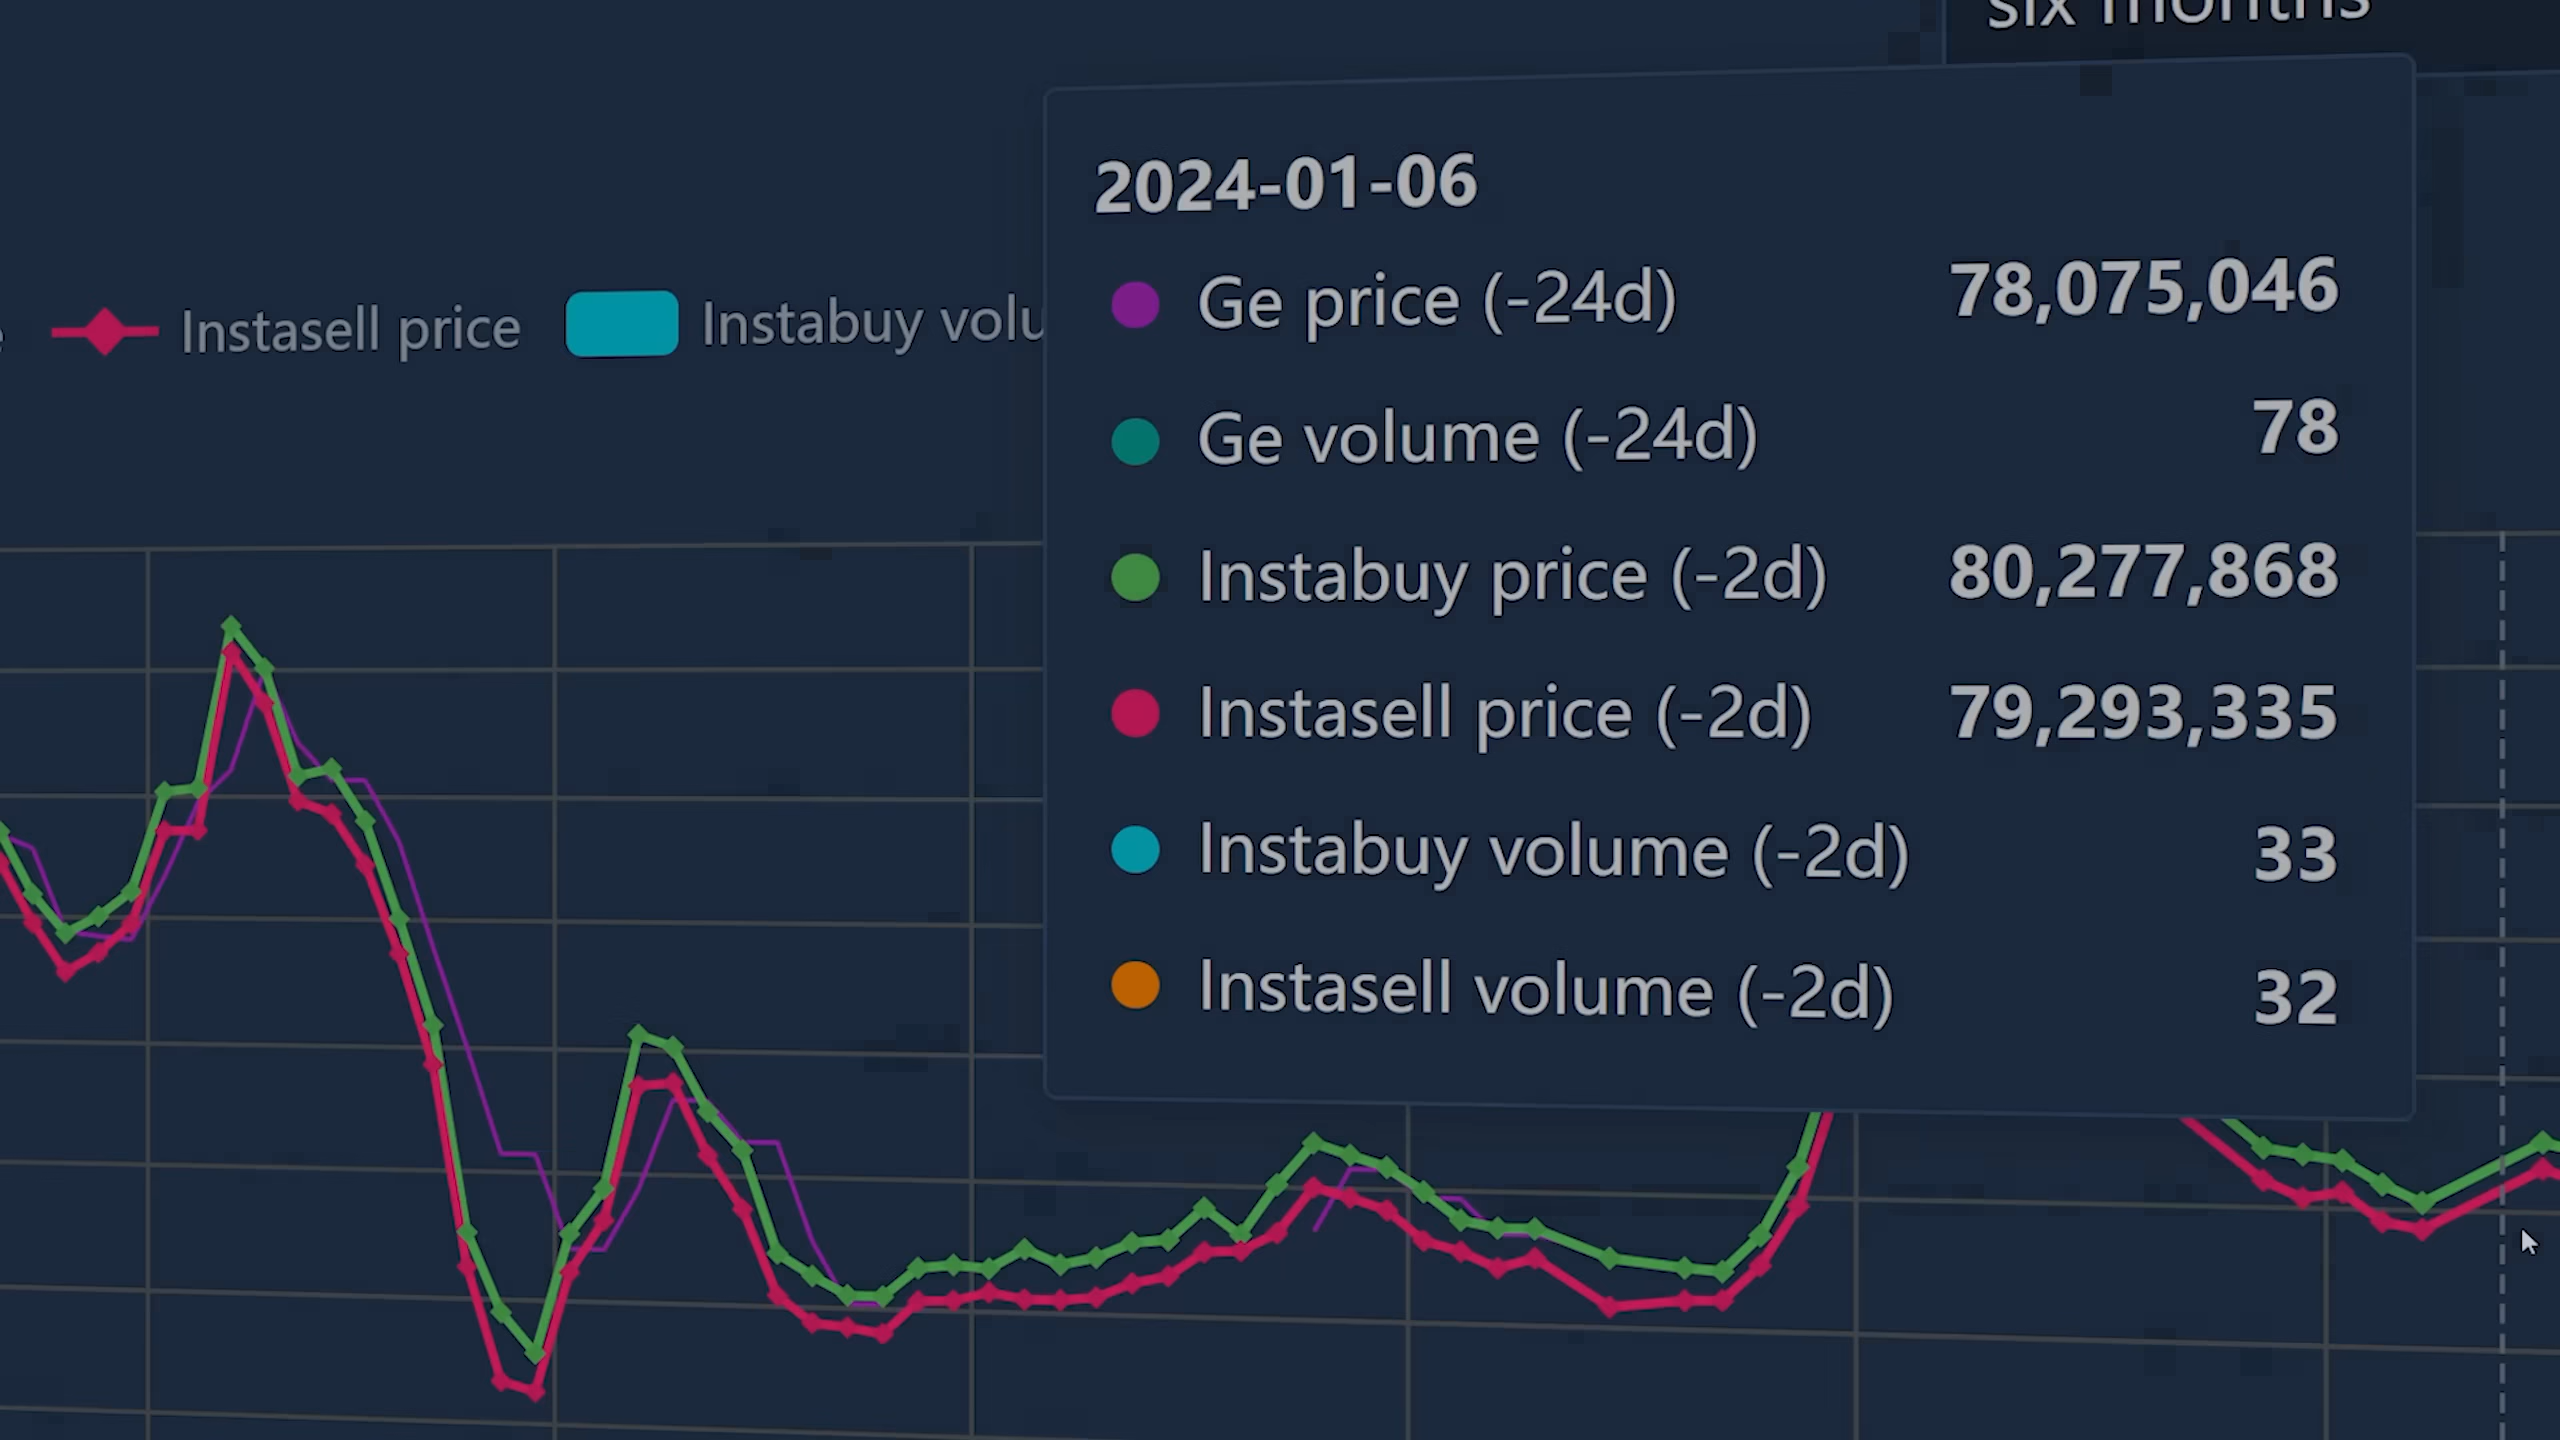 six months
2024-01-06
Ge price (-24d) 78,075,046
Instasell price
Instabuy volu
Ge volume (-24d) 78
Instabuy price (-2d) 80,277,868
Instasell price (-2d) 79,293,335
Instabuy volume (-2d) 33
Instasell volume (-2d) 32